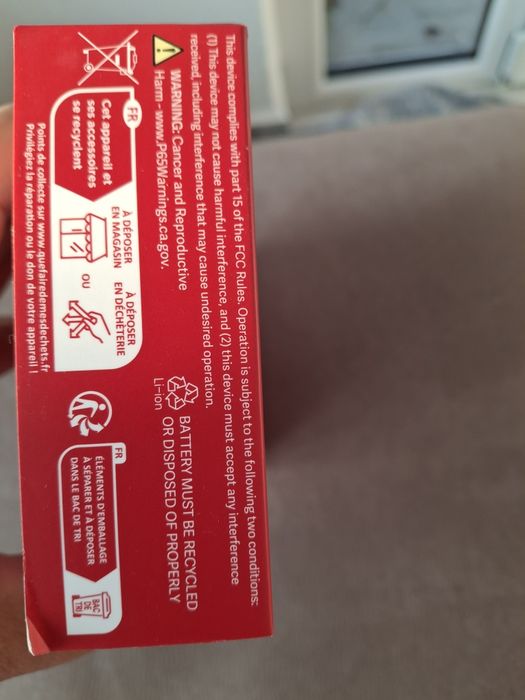 This device complies with part 15 of the FCC Rules. Operation is subject to the following two conditions:
(1) This device may not cause harmful interference, and (2) this device must accept any interference
received, including interference that may cause undesired operation.
WARNING: Cancer and Reproductive
Harm - www.P65Warnings.ca.gov.
Li-ion
BATTERY MUST BE RECYCLED
OR DISPOSED OF PROPERLY
FR
Cet appareil et
ses accessoires
se recyclent
À DÉPOSER
EN MAGASIN
OU
À DÉPOSER
EN DÉCHÈTERIE
Points de collecte sur www.quefairedemesdechets.fr
Privilégiez la réparation ou le don de votre appareil !
FR
ÉLÉMENTS D'EMBALLAGE
À SÉPARER ET À DÉPOSER
DANS LE BAC DE TRI
BAC
DE
TRI